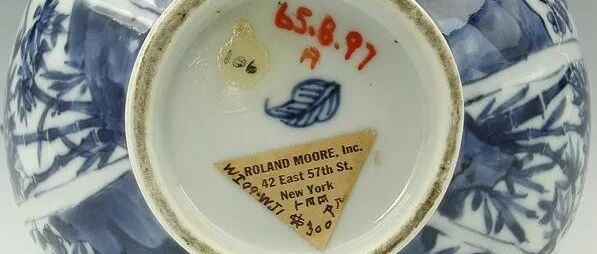 65.8.97
A
106
ROLAND MOORE, Inc.
42 East 57th St.
New York
$300